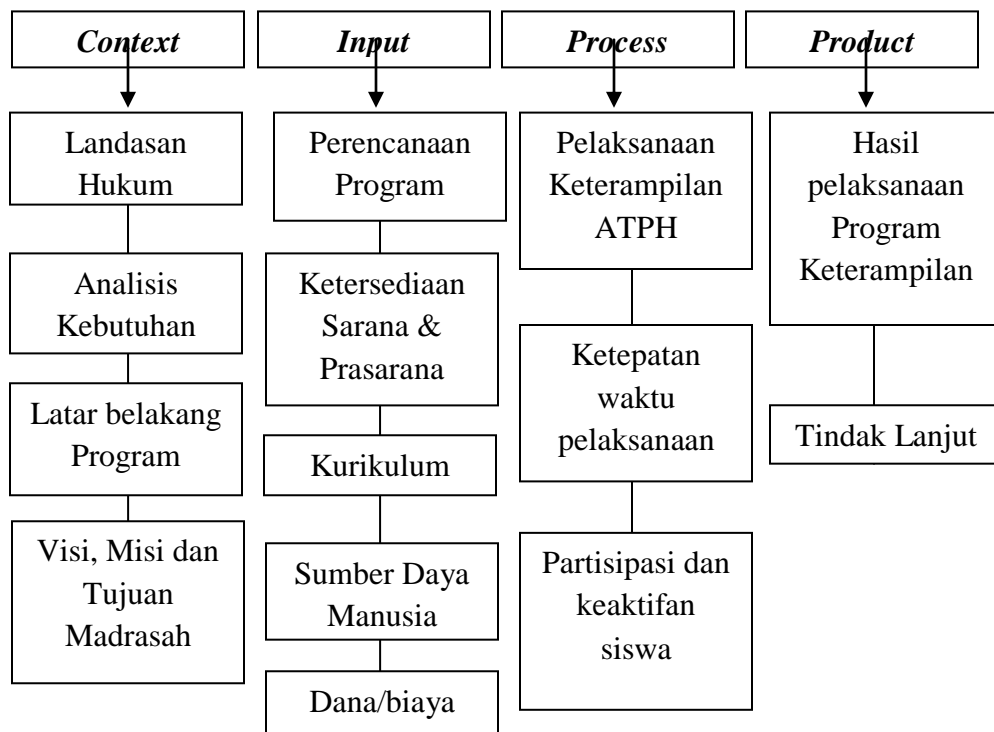 Context
Landasan
Hukum
Analisis
Kebutuhan
Latar belakang
Program
Visi, Misi dan
Tujuan
Madrasah
Input
Perencanaan
Program
Ketersediaan
Sarana &
Prasarana
Kurikulum
Sumber Daya
Manusia
Dana/biaya
Process
Pelaksanaan
Keterampilan
ATPH
Ketepatan
waktu
pelaksanaan
Partisipasi dan
keaktifan
siswa
Product
Hasil
pelaksanaan
Program
Keterampilan
Tindak Lanjut